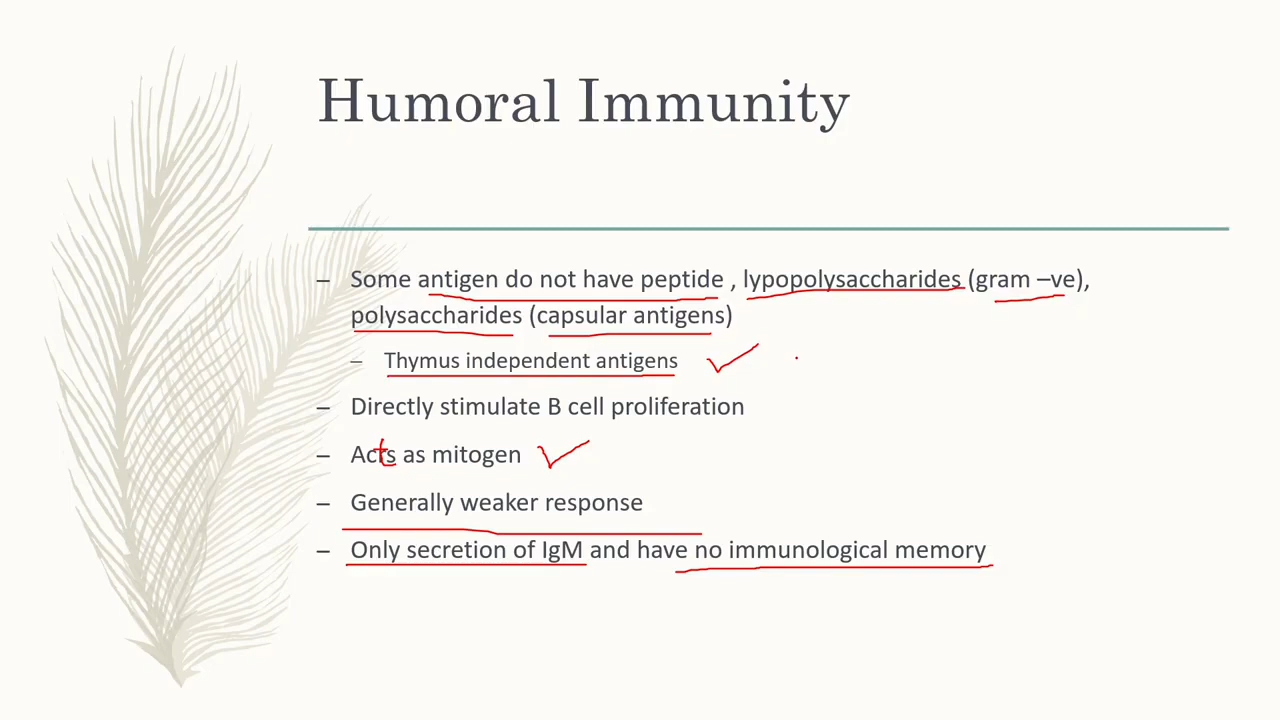 Humoral Immunity
– Some antigen do not have peptide , lypopolysaccharides (gram –ve),
polysaccharides (capsular antigens)
– Thymus independent antigens
– Directly stimulate B cell proliferation
– Acts as mitogen
– Generally weaker response
– Only secretion of IgM and have no immunological memory